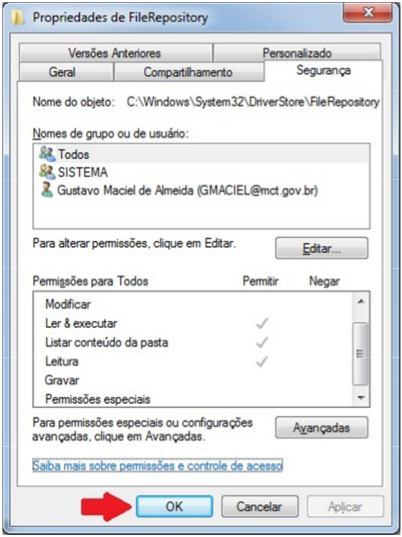 Propriedades de FileRepository
Versões Anteriores
Personalizado
Geral
Compartilhamento
Segurança
Nome do objeto: C:\Windows\System32\DriverStore\FileRepository
Nomes de grupo ou de usuário:
Todos
SISTEMA
Gustavo Maciel de Almeida (GMACIEL@mct.gov.br)
Para alterar permissões, clique em Editar.
Editar...
Permissões para Todos Permitir Negar
Modificar
Ler & executar
Listar conteúdo da pasta
Leitura
Gravar
Permissões especiais
Para permissões especiais ou configurações
avançadas, clique em Avançadas.
Avançadas
Saiba mais sobre permissões e controle de acesso
OK Cancelar Aplicar